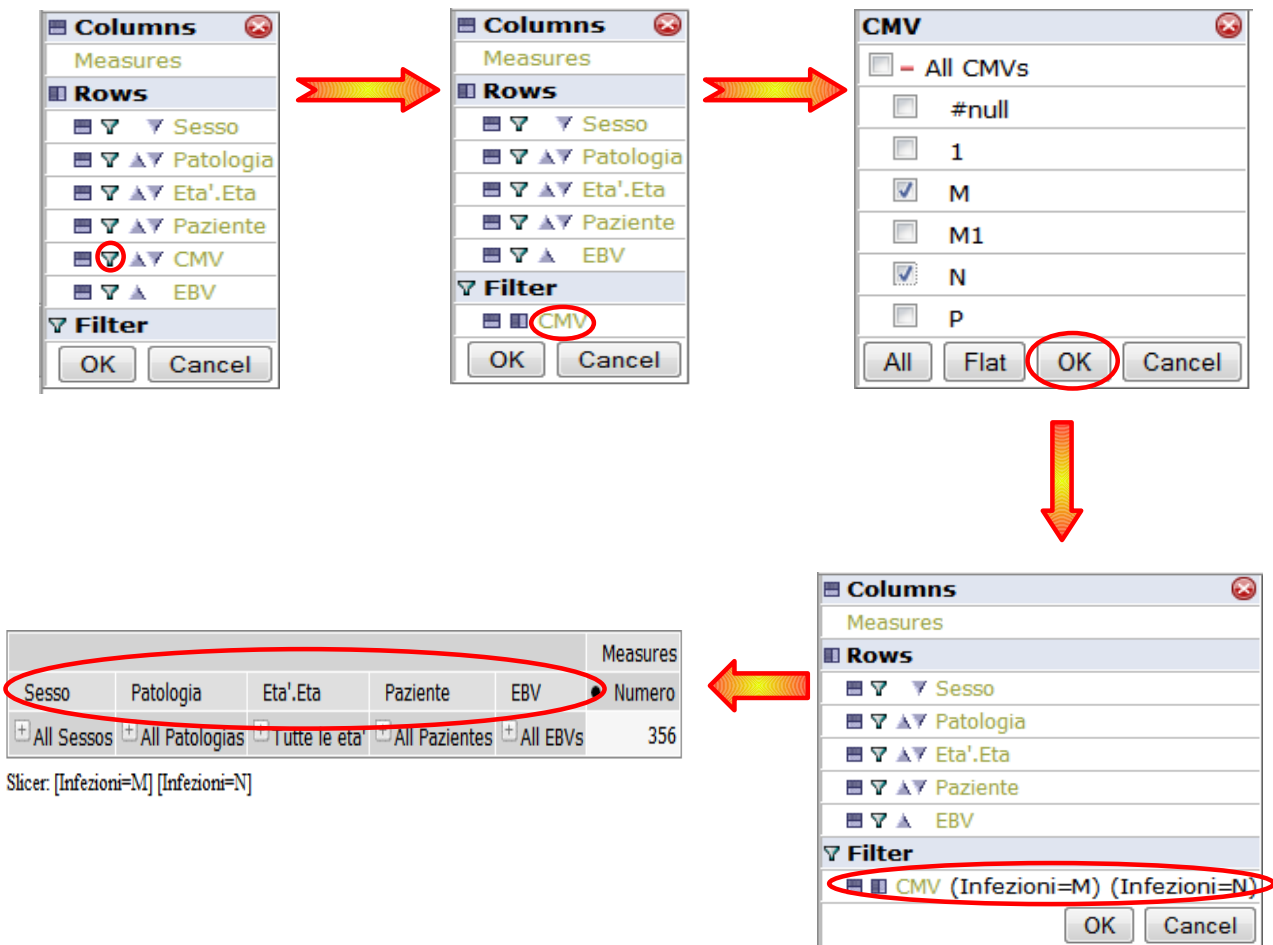 Columns
Measures
Rows
Sesso
Patologia
Eta'.Eta
Paziente
CMV
EBV
Filter
OK Cancel
Columns
Measures
Rows
Sesso
Patologia
Eta'.Eta
Paziente
EBV
Filter
CMV
OK Cancel
CMV
All CMVs
#null
1
M
M1
N
P
All Flat OK Cancel
Columns
Measures
Rows
Sesso
Patologia
Eta'.Eta
Paziente
EBV
Filter
CMV (Infezioni=M) (Infezioni=N)
OK Cancel
Measures
Sesso Patologia Eta'.Eta Paziente EBV Numero
All Sessos All Patologias Tutte le eta' All Pazientes All EBVs 356
Slicer: [Infezioni=M] [Infezioni=N]